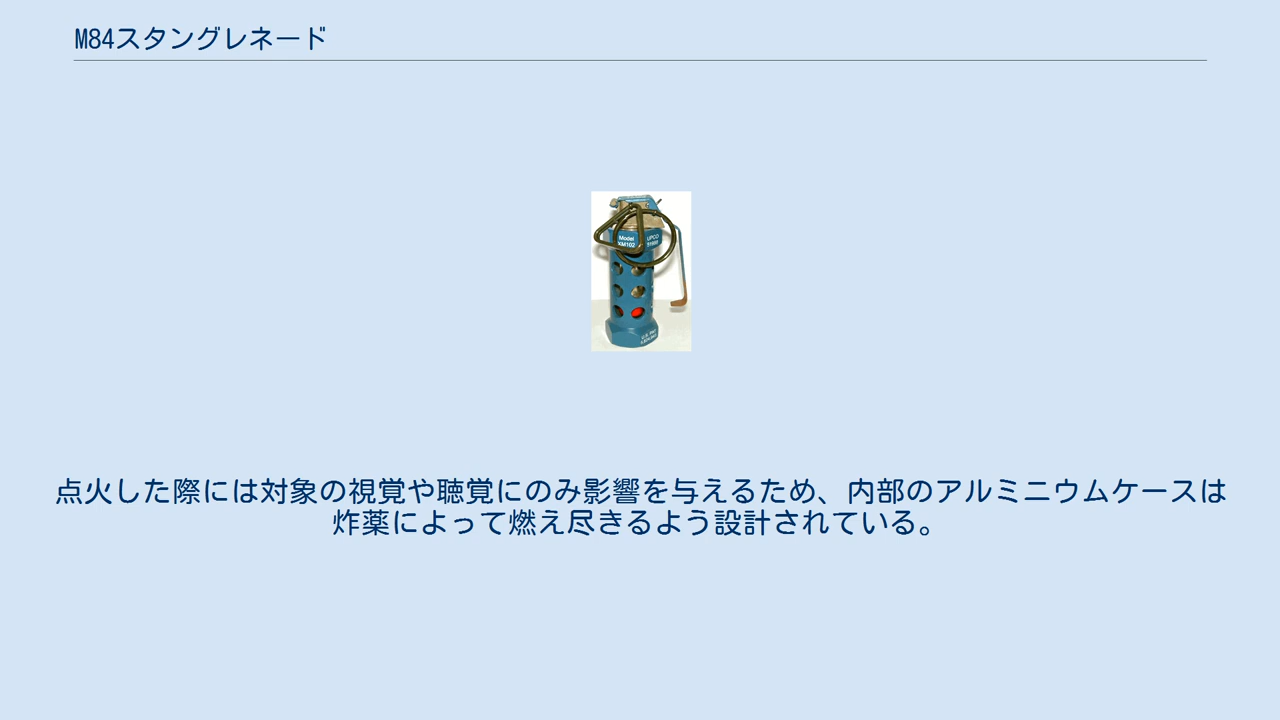 M84スタングレネード
Model
XM102
点火した際には対象の視覚や聴覚にのみ影響を与えるため、内部のアルミニウムケースは
炸薬によって燃え尽きるよう設計されている。